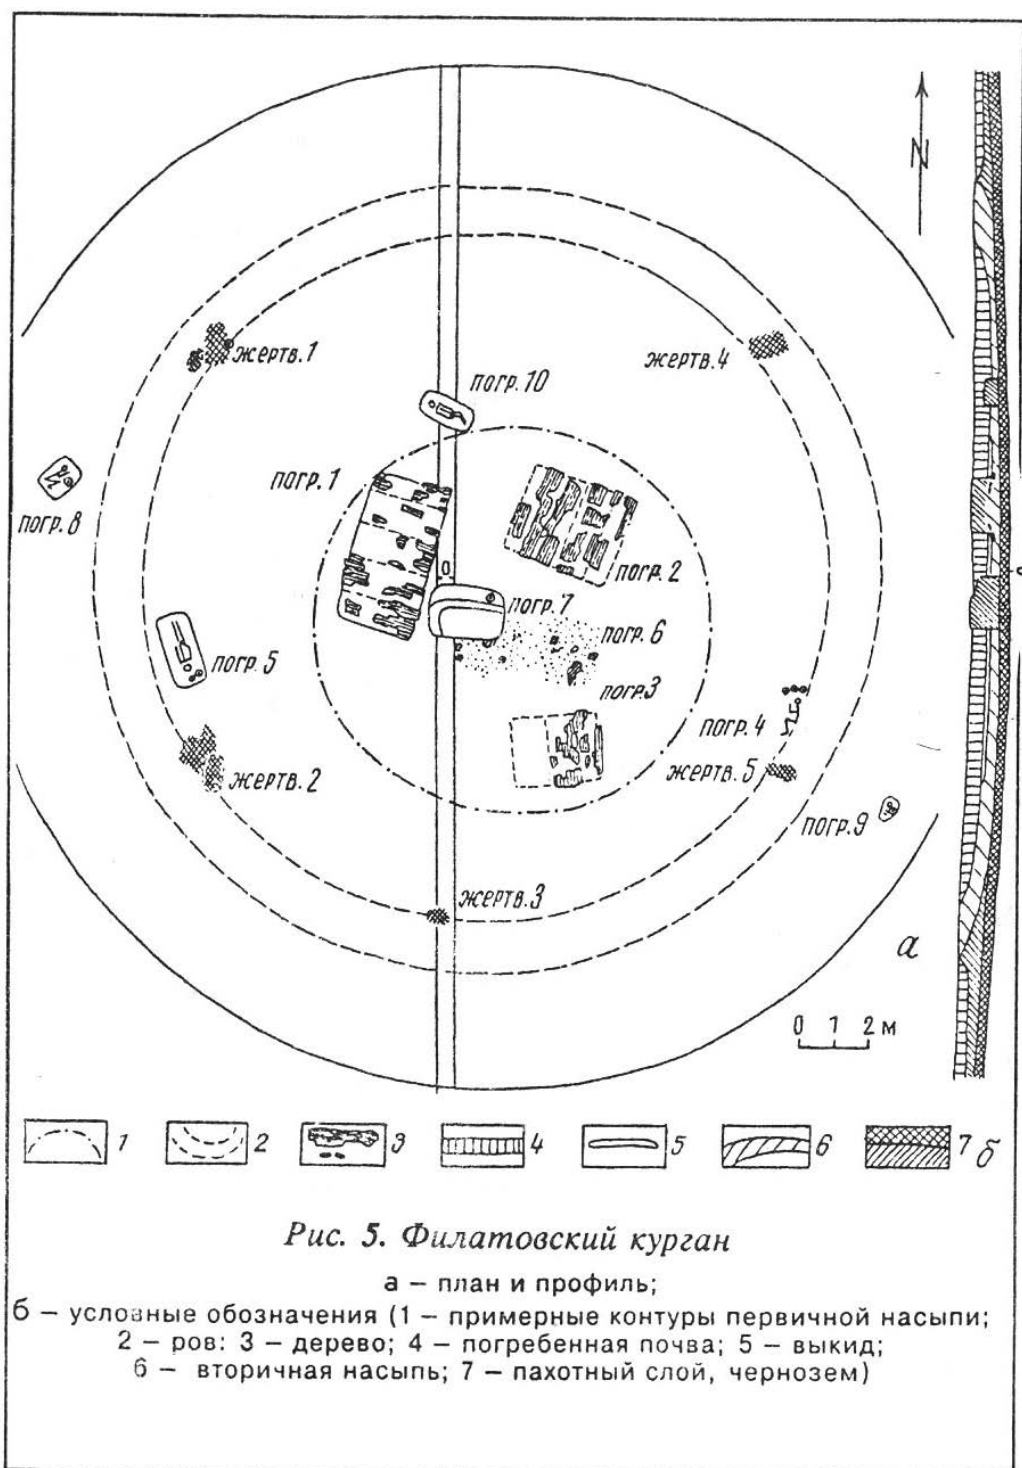 N
жертв. 1
жертв. 4
погр. 10
погр. 1
погр. 8
погр. 2
погр. 7
погр. 6
погр. 5
погр. 3
погр. 4
жертв. 2
жертв. 5
погр. 9
жертв. 3
а
0 1 2 м
1 2 3 4 5 6 7 б
Рис. 5. Филатовский курган
а – план и профиль;
б – условные обозначения (1 – примерные контуры первичной насыпи;
2 – ров: 3 – дерево; 4 – погребенная почва; 5 – выкид;
6 – вторичная насыпь; 7 – пахотный слой, чернозем)